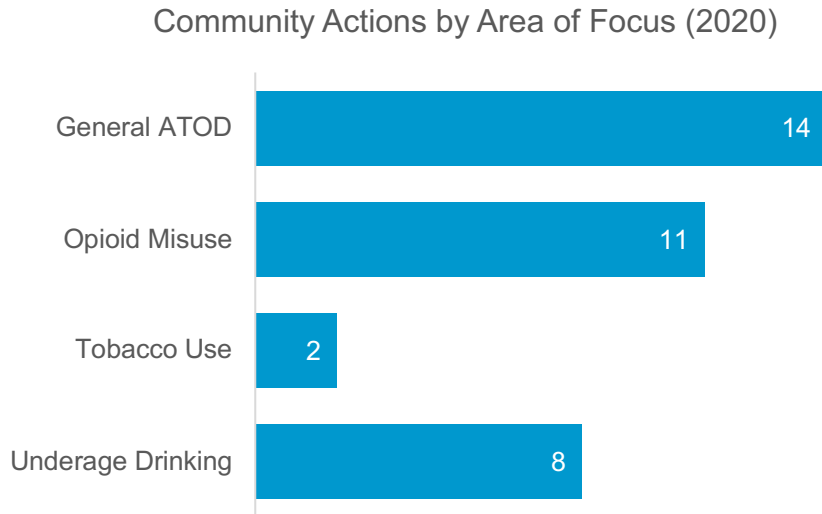 Community Actions by Area of Focus (2020)
General ATOD 14
Opioid Misuse 11
Tobacco Use 2
Underage Drinking 8